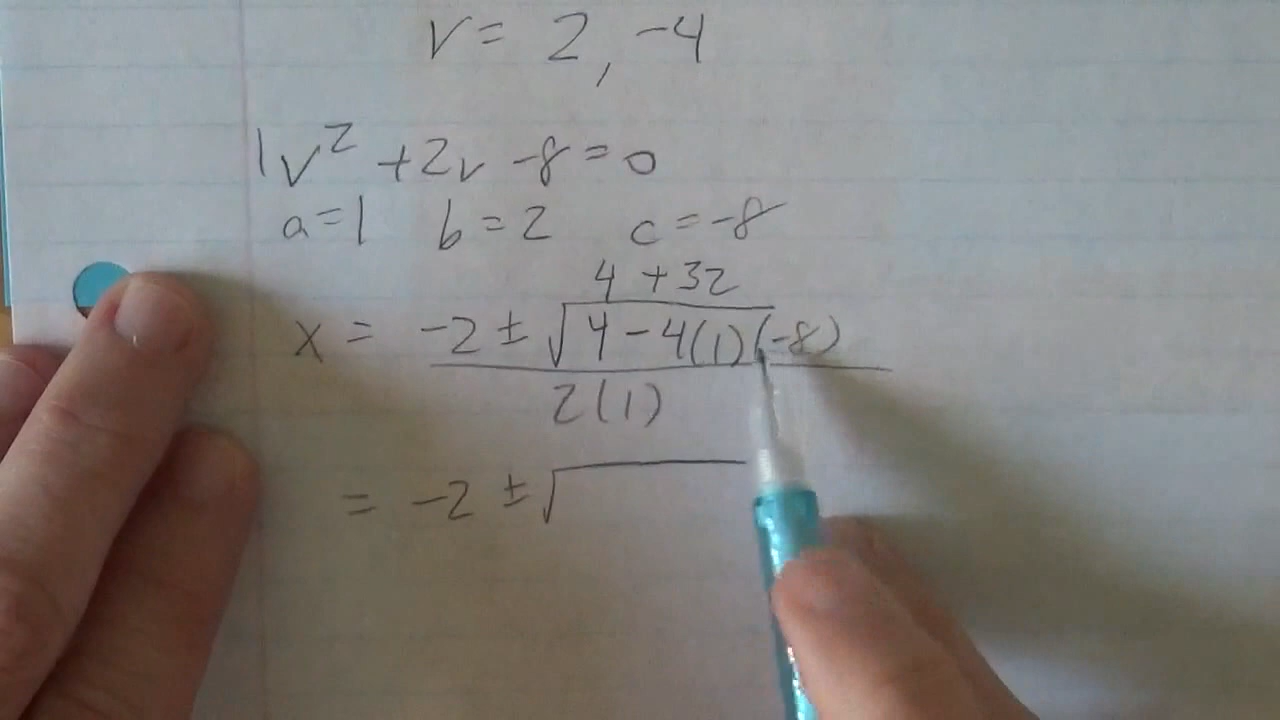 v = 2, -4
1v² +2v -8 = 0
a=1 b=2 c=-8
4 +32
x = -2 ± √4-4(1)(-8)
2(1)
= -2 ± √